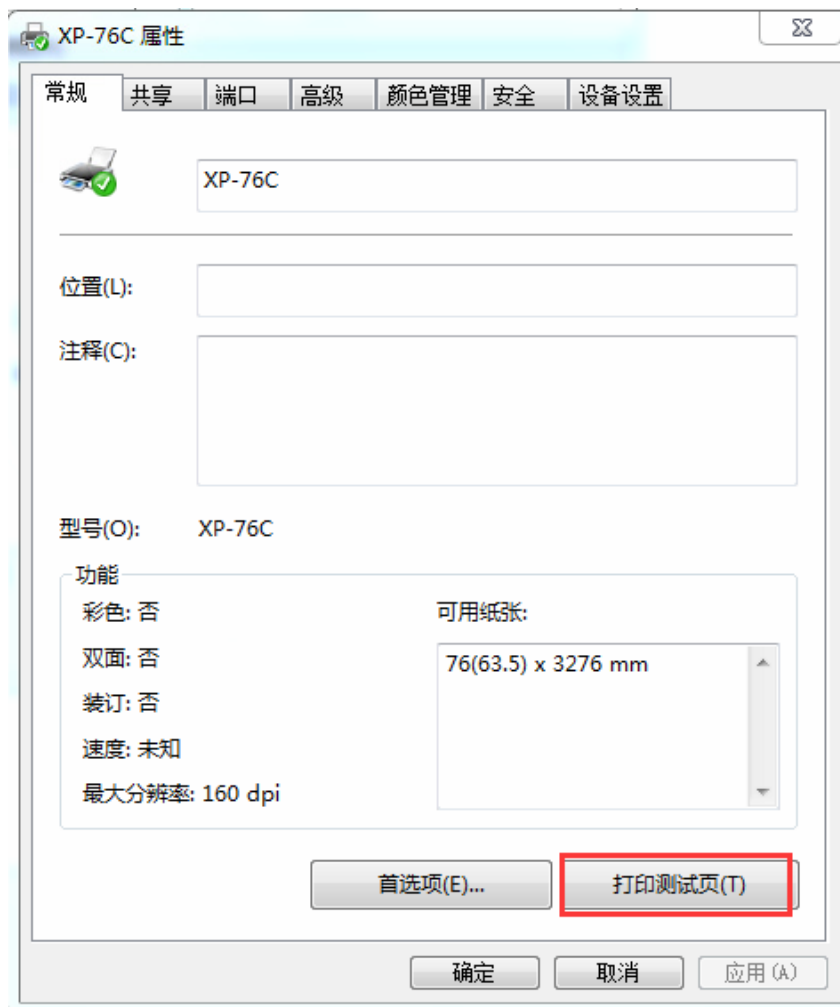 XP-76C 属性
常规 共享 端口 高级 颜色管理 安全 设备设置
XP-76C
位置(L):
注释(C):
型号(O): XP-76C
功能
彩色: 否 可用纸张:
双面: 否 76(63.5) x 3276 mm
装订: 否
速度: 未知
最大分辨率: 160 dpi
首选项(E)... 打印测试页(T)
确定 取消 应用(A)